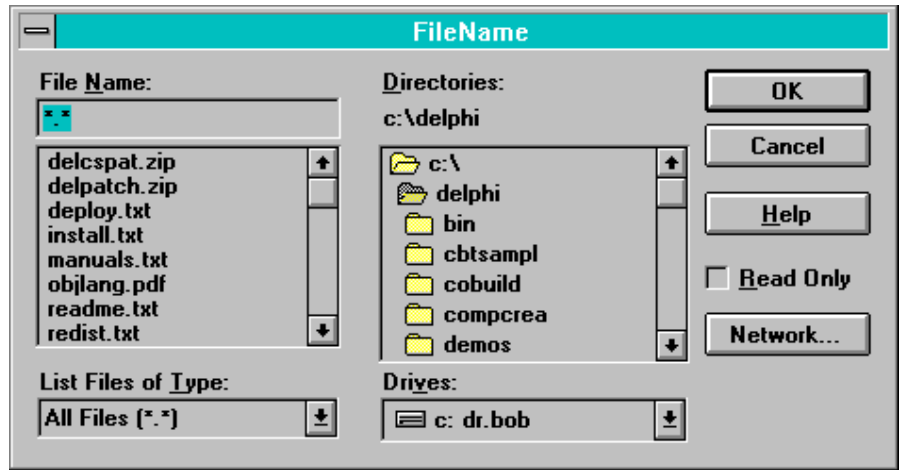 FileName
File Name:
*.*
delcspat.zip
delpatch.zip
deploy.txt
install.txt
manuals.txt
objlang.pdf
readme.txt
redist.txt
List Files of Type:
All Files (*.*)
Directories:
c:\delphi
c:\
delphi
bin
cbtsampl
cobuild
compcrea
demos
Drives:
c: dr.bob
OK
Cancel
Help
Read Only
Network...